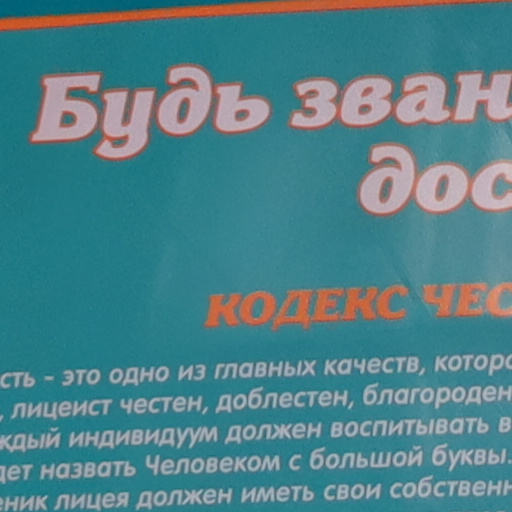 Будь зван
дос
КОДЕКС ЧЕС
сть - это одно из главных качеств, которо
, лицеист честен, доблестен, благороден
ждый индивидуум должен воспитывать в
дет назвать Человеком с большой буквы.
еник лицея должен иметь свои собственн